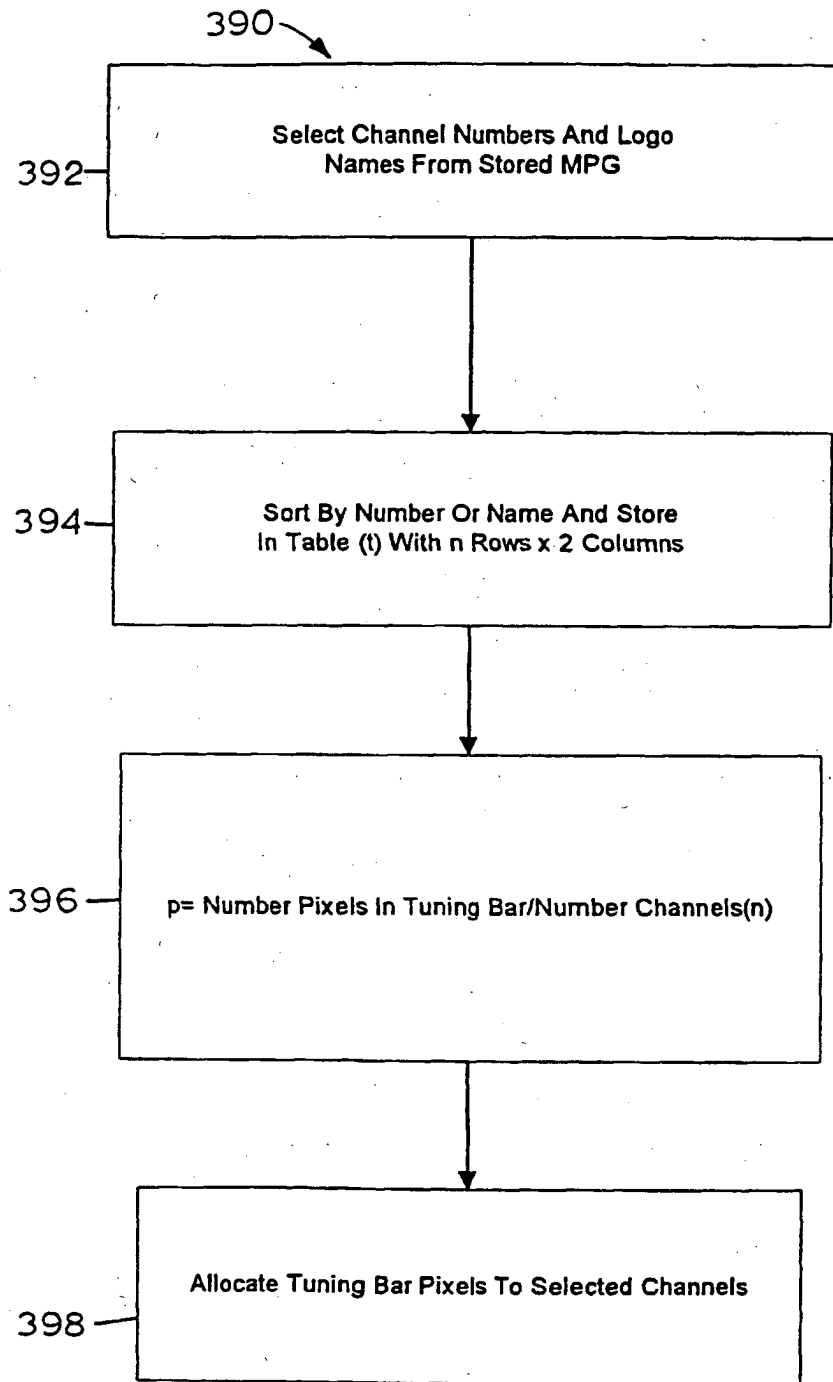 390
Select Channel Numbers And Logo
Names From Stored MPG
392
394
Sort By Number Or Name And Store
In Table (t) With n Rows x 2 Columns
396
p= Number Pixels In Tuning Bar/Number Channels(n)
Allocate Tuning Bar Pixels To Selected Channels
398